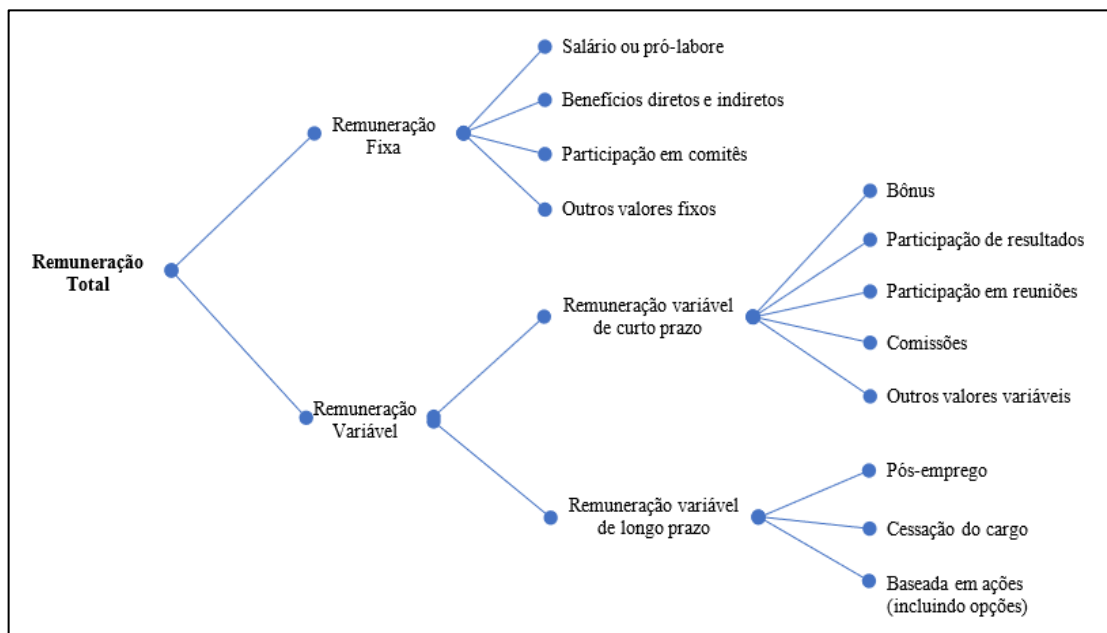 Salário ou pró-labore
Benefícios diretos e indiretos
Remuneração
Fixa
Participação em comitês
Outros valores fixos
Bônus
Participação de resultados
Remuneração
Total
Remuneração variável
de curto prazo
Participação em reuniões
Comissões
Outros valores variáveis
Remuneração
Variável
Pós-emprego
Remuneração variável
de longo prazo
Cessação do cargo
Baseada em ações
(incluindo opções)